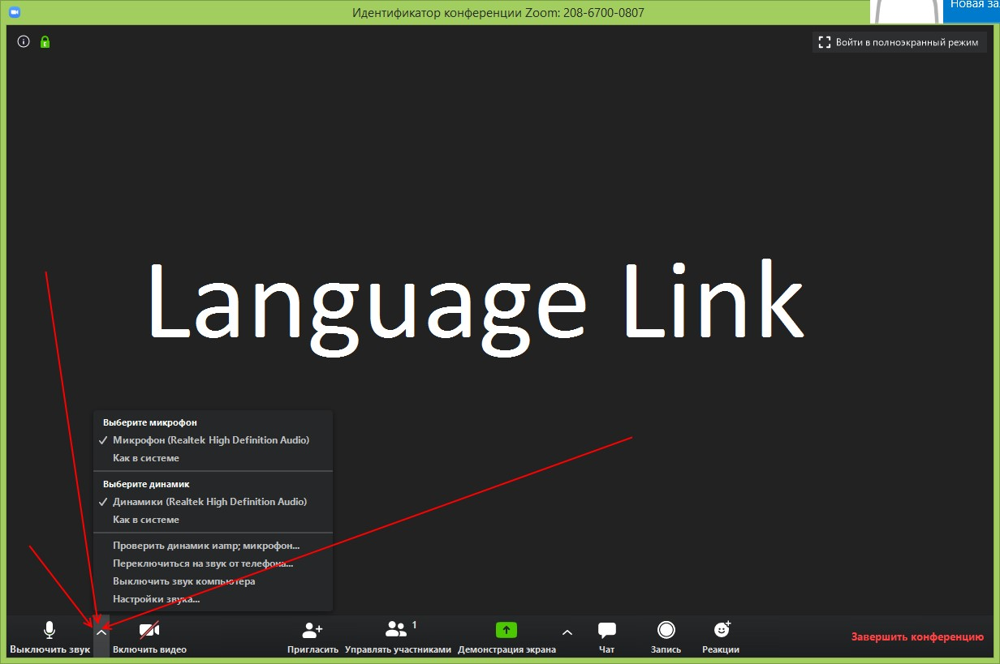 Идентификатор конференции Zoom: 208-6700-0807
Новая за
Войти в полноэкранный режим
Language Link
Выберите микрофон
Микрофон (Realtek High Definition Audio)
Как в системе
Выберите динамик
Динамики (Realtek High Definition Audio)
Как в системе
Проверить динамик иamp; микрофон...
Переключиться на звук от телефона...
Выключить звук компьютера
Настройки звука...
1
Выключить звук
Включить видео
Пригласить
Управлять участниками
Демонстрация экрана
Чат
Запись
Реакции
Завершить конференцию